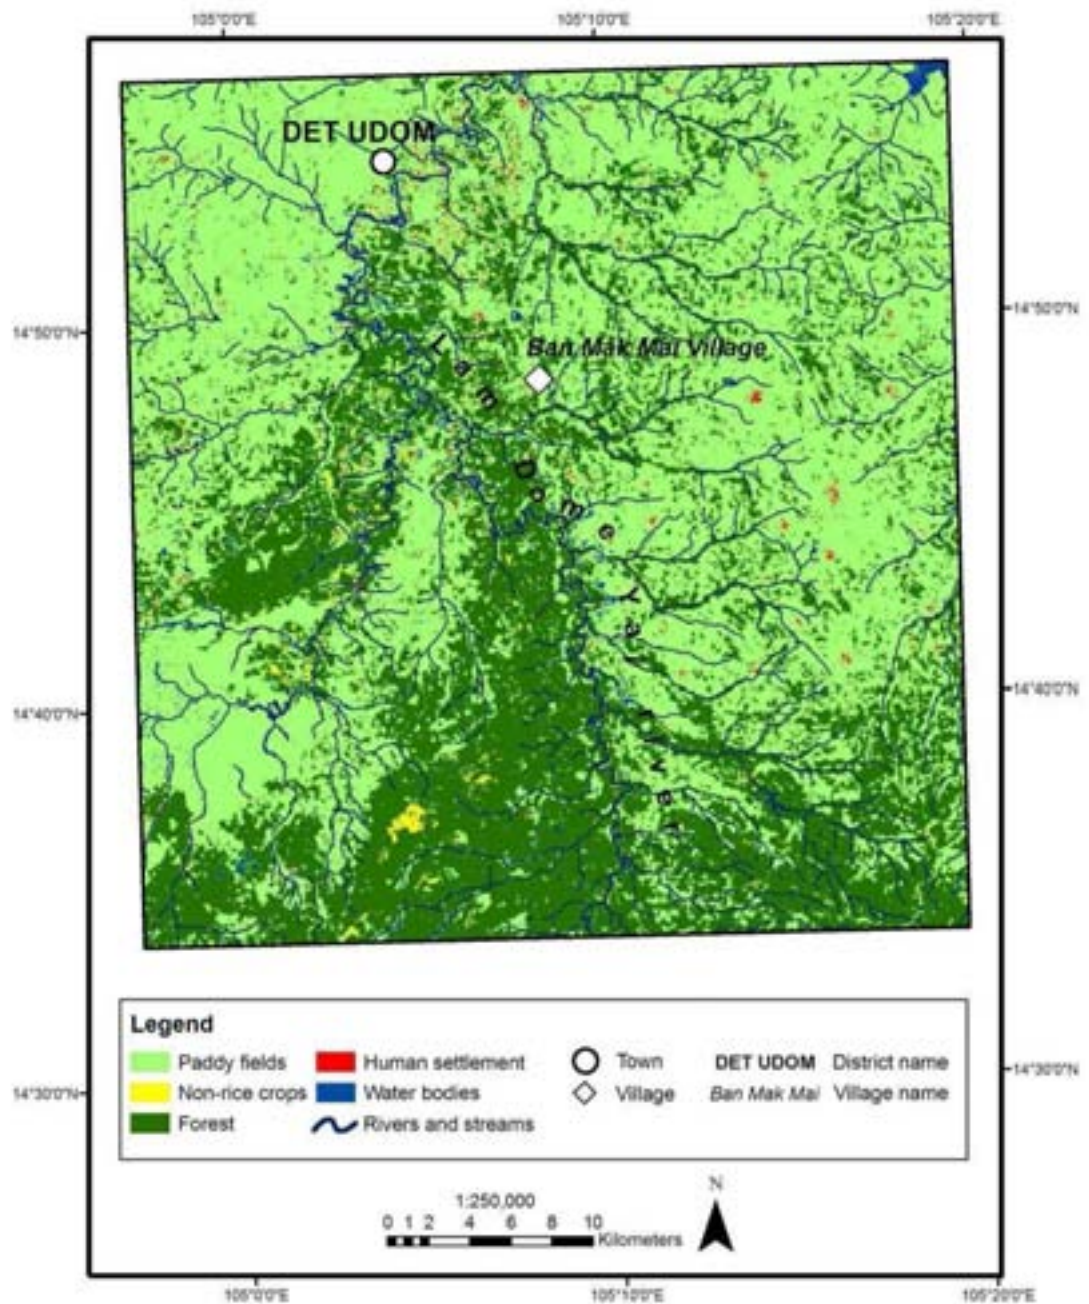 105°0'0"E 105°10'0"E 105°20'0"E
DET UDOM
14°50'0"N 14°50'0"N
Ban Mak Mai Village
Lam Dome Yai river
14°40'0"N 14°40'0"N
Legend
Paddy fields Human settlement Town DET UDOM District name
Non-rice crops Water bodies Village Ban Mak Mai Village name
Forest Rivers and streams
14°30'0"N 14°30'0"N
N
1:250,000
0 1 2 4 6 8 10
Kilometers
105°0'0"E 105°10'0"E 105°20'0"E